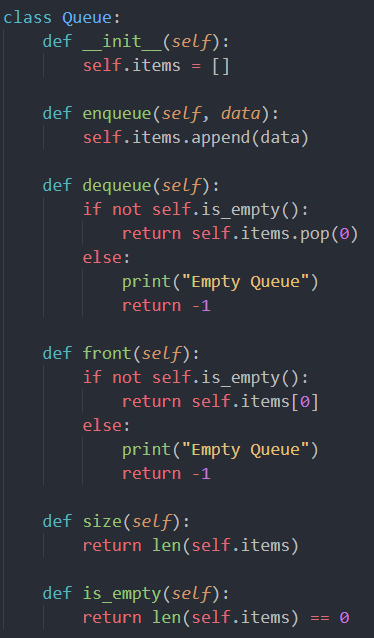 class Queue:
    def __init__(self):
        self.items = []

    def enqueue(self, data):
        self.items.append(data)

    def dequeue(self):
        if not self.is_empty():
            return self.items.pop(0)
        else:
            print("Empty Queue")
            return -1

    def front(self):
        if not self.is_empty():
            return self.items[0]
        else:
            print("Empty Queue")
            return -1

    def size(self):
        return len(self.items)

    def is_empty(self):
        return len(self.items) == 0